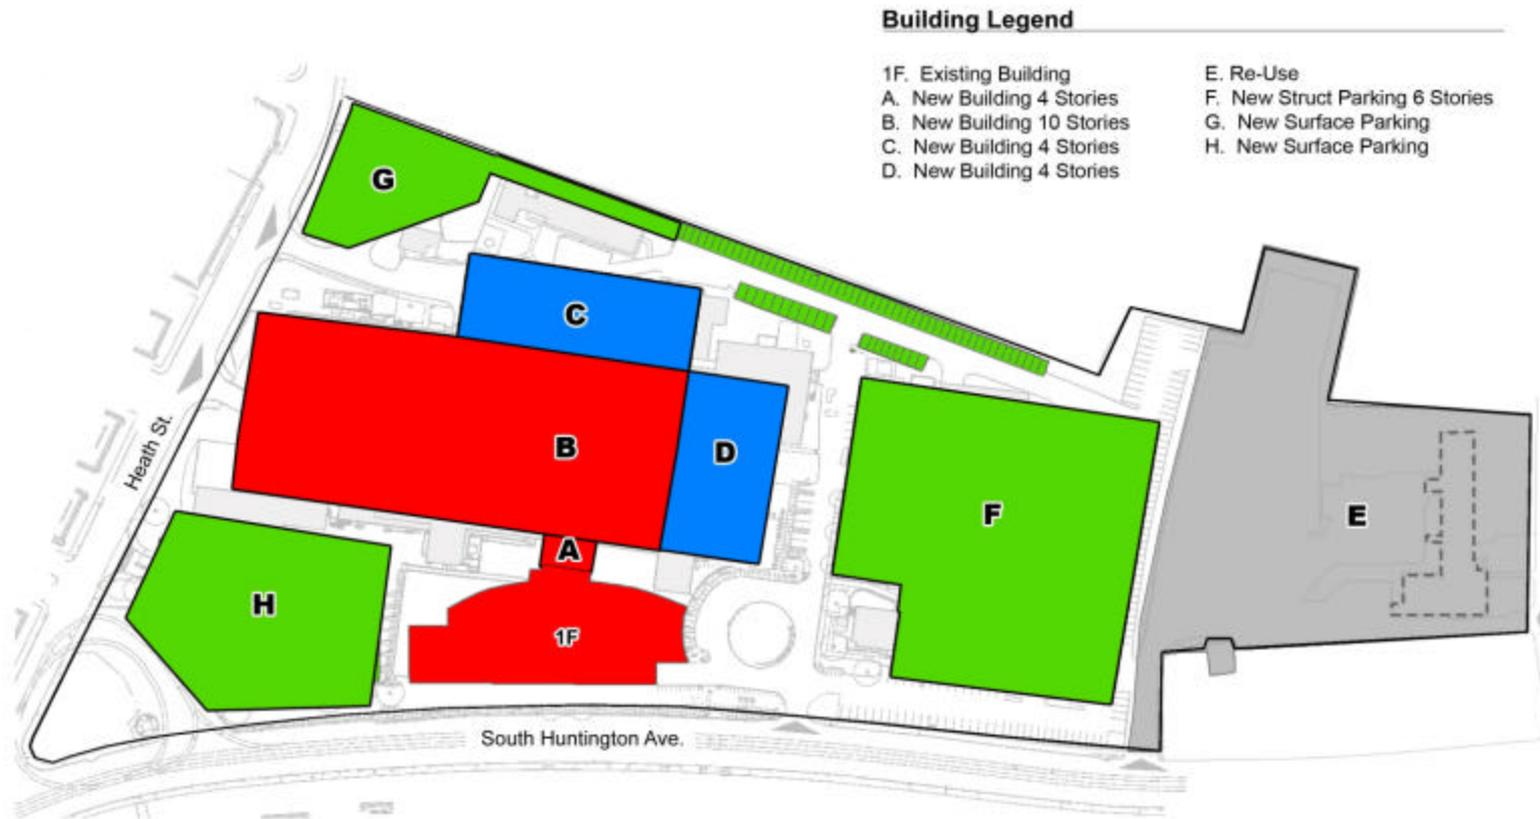 Building Legend
1F. Existing Building
A. New Building 4 Stories
B. New Building 10 Stories
C. New Building 4 Stories
D. New Building 4 Stories
E. Re-Use
F. New Struct Parking 6 Stories
G. New Surface Parking
H. New Surface Parking
G
C
B
D
A
1F
H
F
E
Heath St.
South Huntington Ave.